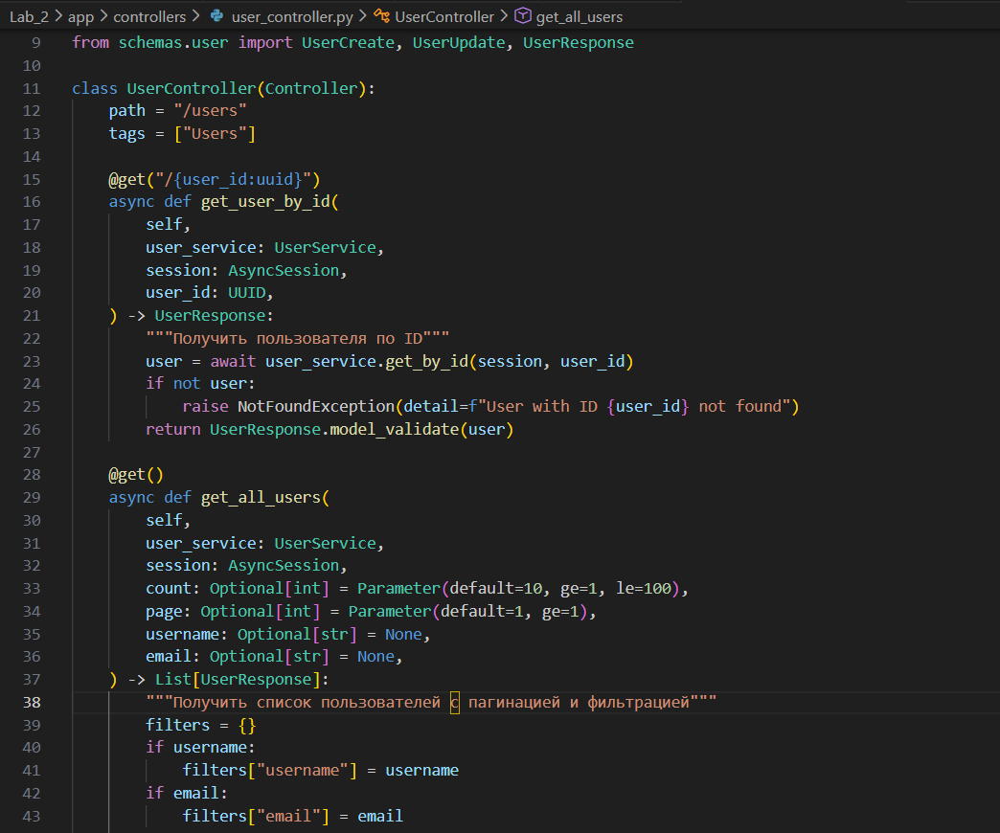 Lab_2 > app > controllers > user_controller.py > UserController > get_all_users
9 from schemas.user import UserCreate, UserUpdate, UserResponse
10
11 class UserController(Controller):
12     path = "/users"
13     tags = ["Users"]
14
15     @get("/{user_id:uuid}")
16     async def get_user_by_id(
17         self,
18         user_service: UserService,
19         session: AsyncSession,
20         user_id: UUID,
21     ) -> UserResponse:
22         """Получить пользователя по ID"""
23         user = await user_service.get_by_id(session, user_id)
24         if not user:
25             raise NotFoundException(detail=f"User with ID {user_id} not found")
26         return UserResponse.model_validate(user)
27
28     @get()
29     async def get_all_users(
30         self,
31         user_service: UserService,
32         session: AsyncSession,
33         count: Optional[int] = Parameter(default=10, ge=1, le=100),
34         page: Optional[int] = Parameter(default=1, ge=1),
35         username: Optional[str] = None,
36         email: Optional[str] = None,
37     ) -> List[UserResponse]:
38         """Получить список пользователей с пагинацией и фильтрацией"""
39         filters = {}
40         if username:
41             filters["username"] = username
42         if email:
43             filters["email"] = email